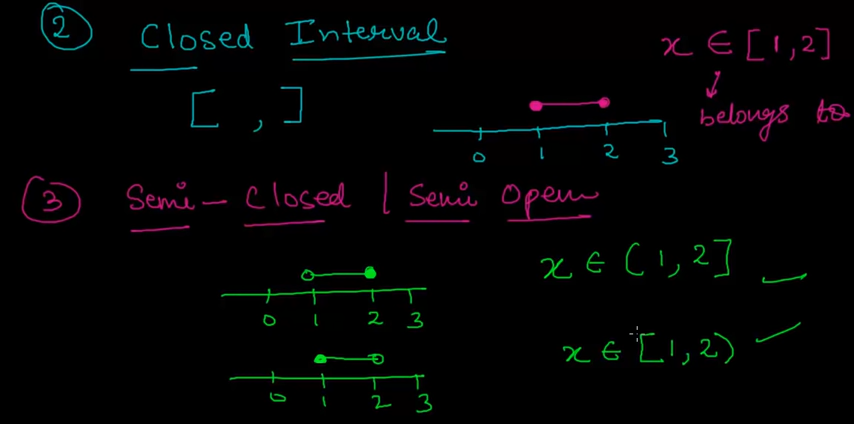 ② Closed Interval
x ∈ [1, 2]
[ , ]
belongs to
0 1 2 3
③ Semi-Closed | Semi Open
x ∈ (1, 2]
0 1 2 3
x ∈ [1, 2)
0 1 2 3